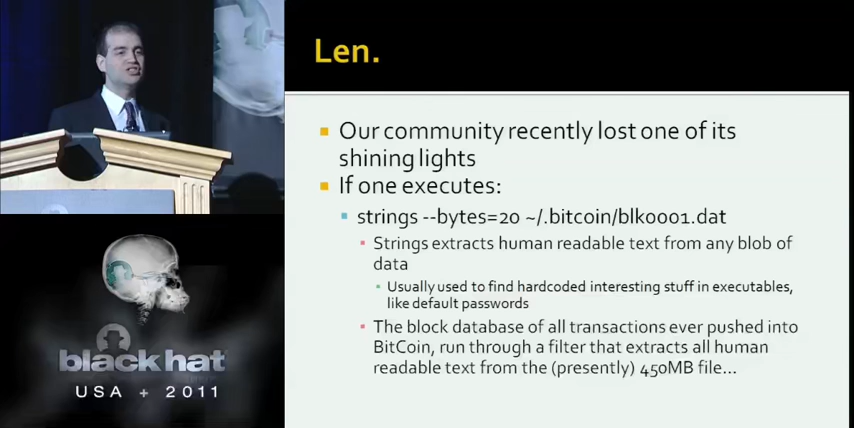 Len.
Our community recently lost one of its
shining lights
If one executes:
strings --bytes=20 ~/.bitcoin/blk0001.dat
Strings extracts human readable text from any blob of
data
Usually used to find hardcoded interesting stuff in executables,
like default passwords
The block database of all transactions ever pushed into
BitCoin, run through a filter that extracts all human
readable text from the (presently) 450MB file...
black hat
USA + 2011